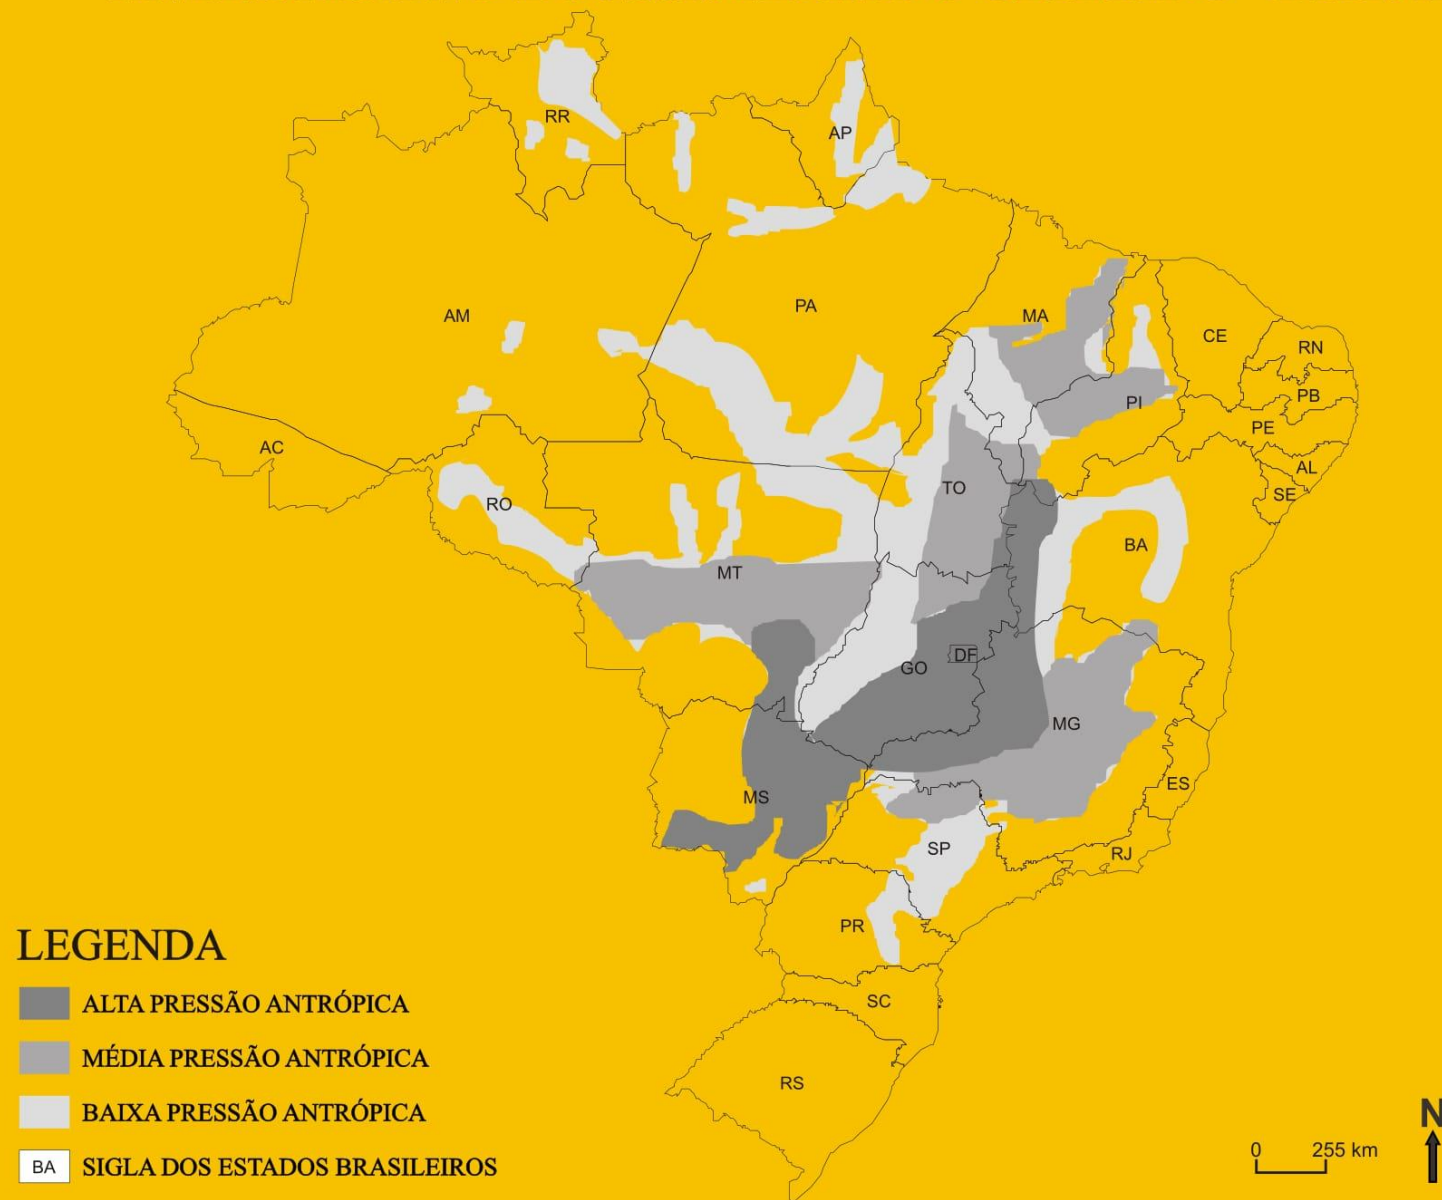 RR
AP
AM
PA
MA
CE
RN
PB
PI
PE
AC
AL
TO
SE
RO
BA
MT
DF
GO
MG
ES
MS
SP
RJ
PR
SC
RS
LEGENDA
ALTA PRESSÃO ANTRÓPICA
MÉDIA PRESSÃO ANTRÓPICA
BAIXA PRESSÃO ANTRÓPICA
BA SIGLA DOS ESTADOS BRASILEIROS
N
0 255 km